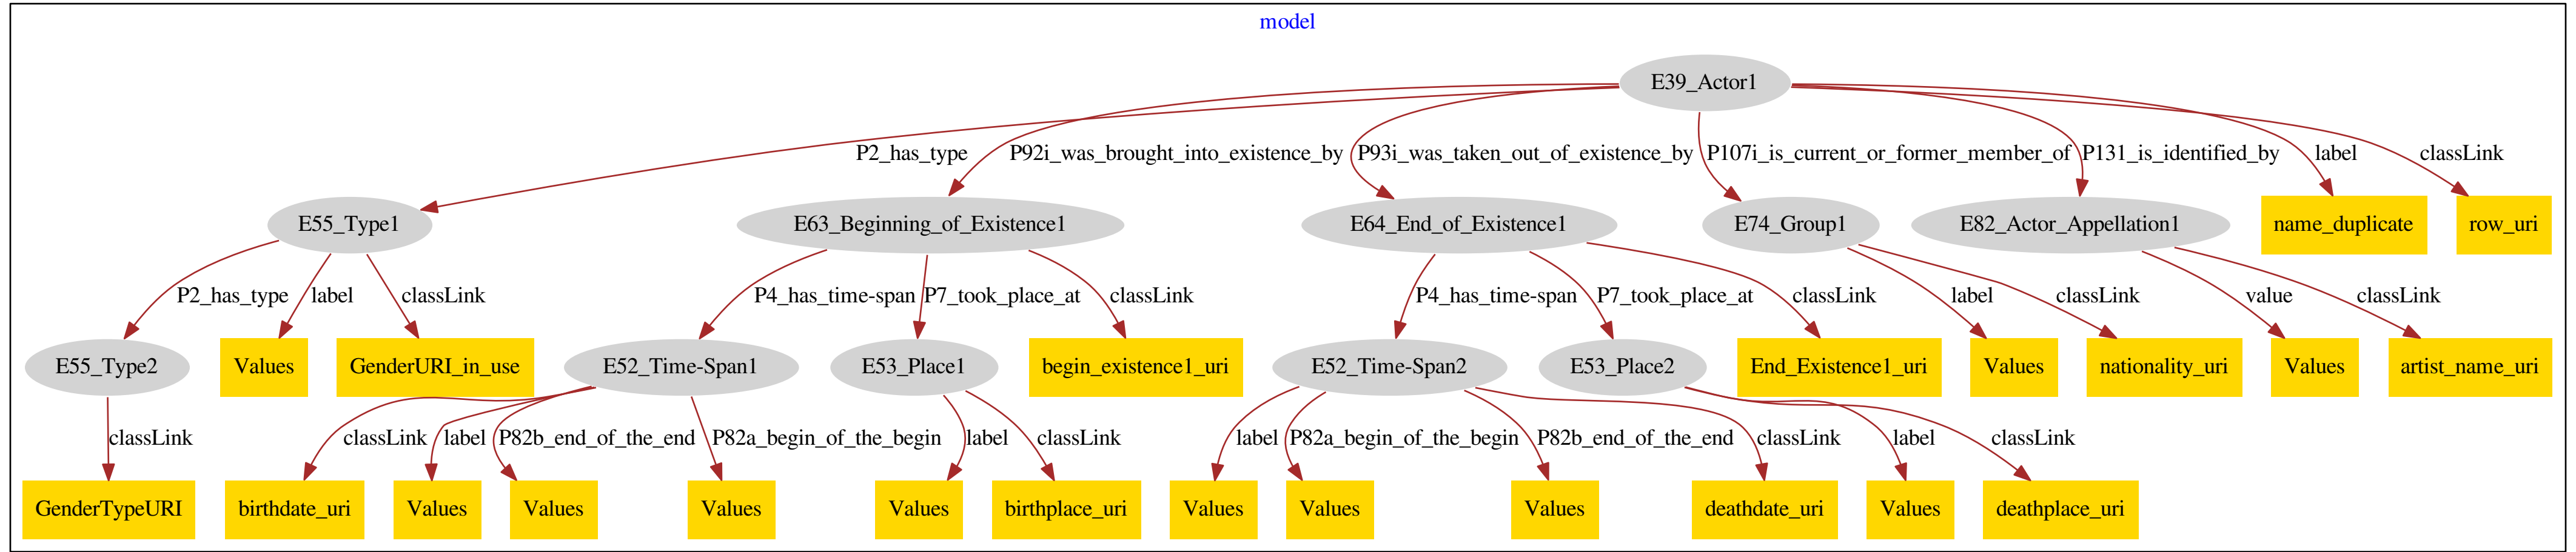 model
E39_Actor1
P2_has_type P92i_was_brought_into_existence_by P93i_was_taken_out_of_existence_by P107i_is_current_or_former_member_of P131_is_identified_by label classLink
E55_Type1 E63_Beginning_of_Existence1 E64_End_of_Existence1 E74_Group1 E82_Actor_Appellation1 name_duplicate row_uri
P2_has_type label classLink P4_has_time-span P7_took_place_at classLink P4_has_time-span P7_took_place_at classLink label classLink value classLink
E55_Type2 Values GenderURI_in_use E52_Time-Span1 E53_Place1 begin_existence1_uri E52_Time-Span2 E53_Place2 End_Existence1_uri Values nationality_uri Values artist_name_uri
classLink classLink label P82b_end_of_the_end P82a_begin_of_the_begin label classLink label P82a_begin_of_the_begin P82b_end_of_the_end classLink label classLink
GenderTypeURI birthdate_uri Values Values Values Values birthplace_uri Values Values Values deathdate_uri Values deathplace_uri